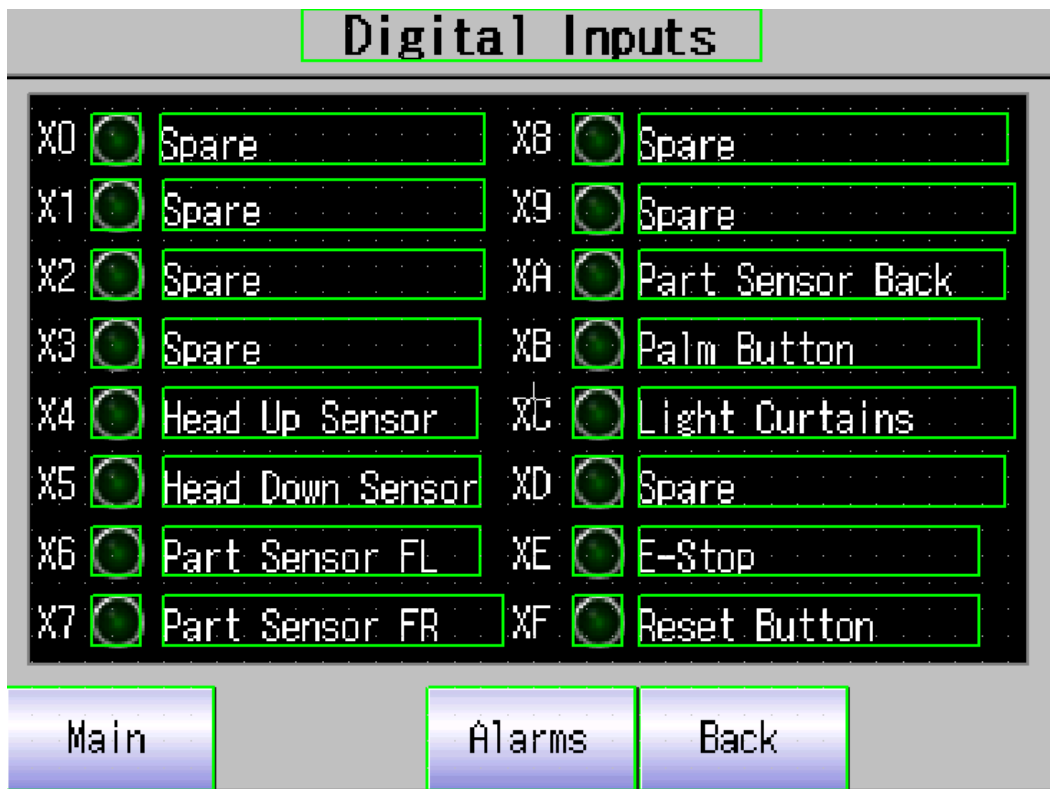 Digital Inputs
X0 Spare
X1 Spare
X2 Spare
X3 Spare
X4 Head Up Sensor
X5 Head Down Sensor
X6 Part Sensor FL
X7 Part Sensor FR
X8 Spare
X9 Spare
XA Part Sensor Back
XB Palm Button
XC Light Curtains
XD Spare
XE E-Stop
XF Reset Button
Main
Alarms
Back